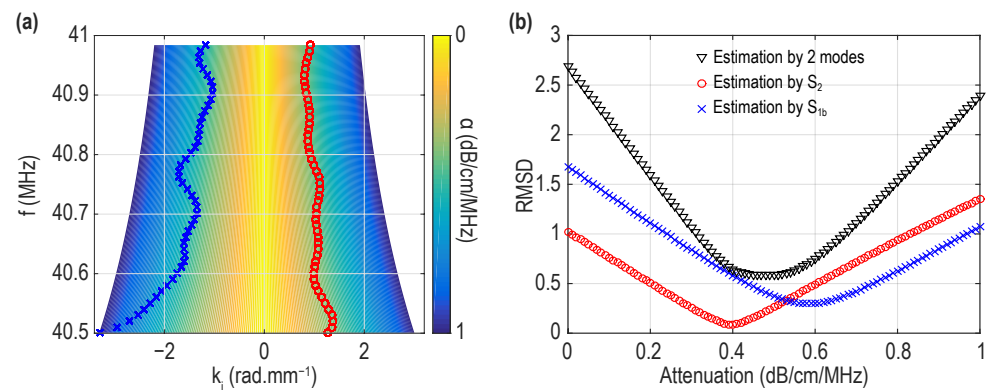 (a)
41
40.9
40.8
40.7
40.6
40.5
f (MHz)
−2 0 2
k_i (rad.mm⁻¹)
0
1
α (dB/cm/MHz)
(b)
3
2.5
2
1.5
1
0.5
0
RMSD
Estimation by 2 modes
Estimation by S₂
Estimation by S₁b
0 0.2 0.4 0.6 0.8 1
Attenuation (dB/cm/MHz)